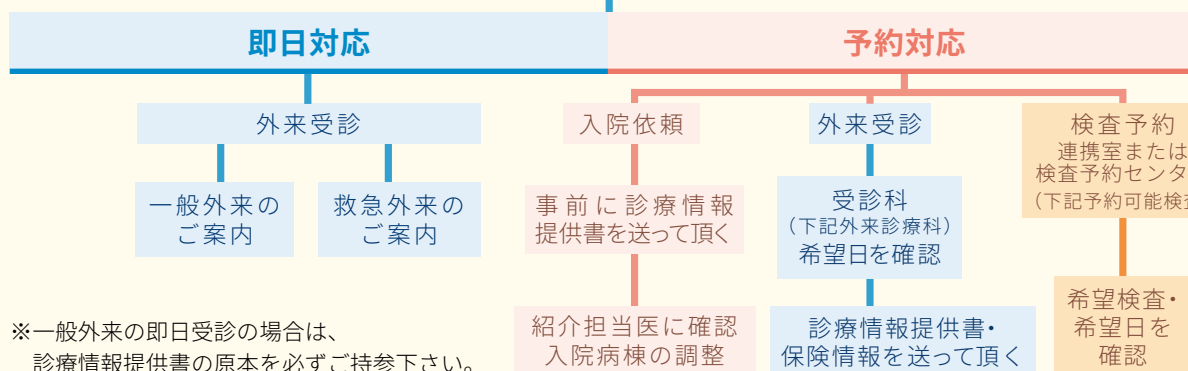 即日対応
予約対応
外来受診
一般外来の
ご案内
救急外来の
ご案内
※一般外来の即日受診の場合は、
診療情報提供書の原本を必ずご持参下さい。
入院依頼
事前に診療情報
提供書を送って頂く
紹介担当医に確認
入院病棟の調整
外来受診
受診科
(下記外来診療科)
希望日を確認
診療情報提供書・
保険情報を送って頂く
検査予約
連携室または
検査予約センタ
(下記予約可能検査
希望検査・
希望日を
確認